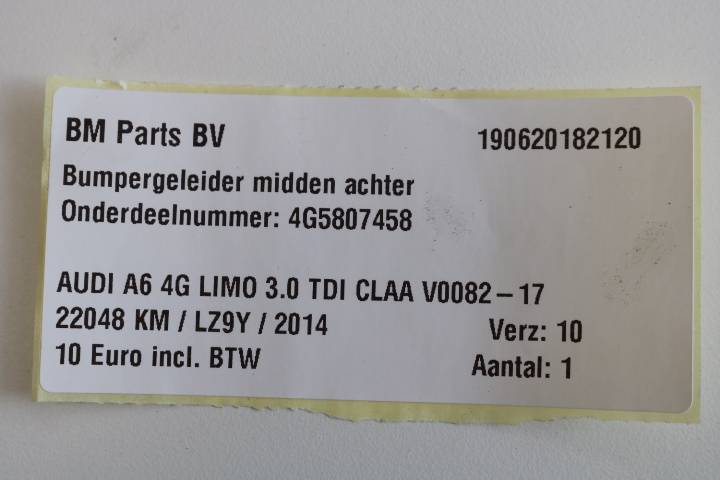 BM Parts BV 190620182120
Bumpergeleider midden achter
Onderdeelnummer: 4G5807458
AUDI A6 4G LIMO 3.0 TDI CLAA V0082-17
22048 KM / LZ9Y / 2014 Verz: 10
10 Euro incl. BTW Aantal: 1